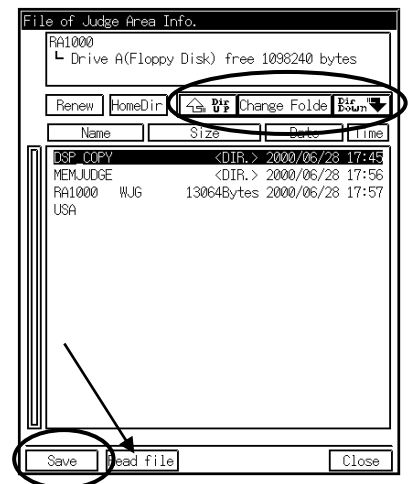 File of Judge Area Info.
RA1000
Drive A(Floppy Disk) free 1098240 bytes
Renew HomeDir Dir UP Change Folde Dir Down
Name Size Date Time
DSP_COPY <DIR.> 2000/06/28 17:45
MEMJUDGE <DIR.> 2000/06/28 17:56
RA1000 WJG 13064Bytes 2000/06/28 17:57
USA
Save Read file Close